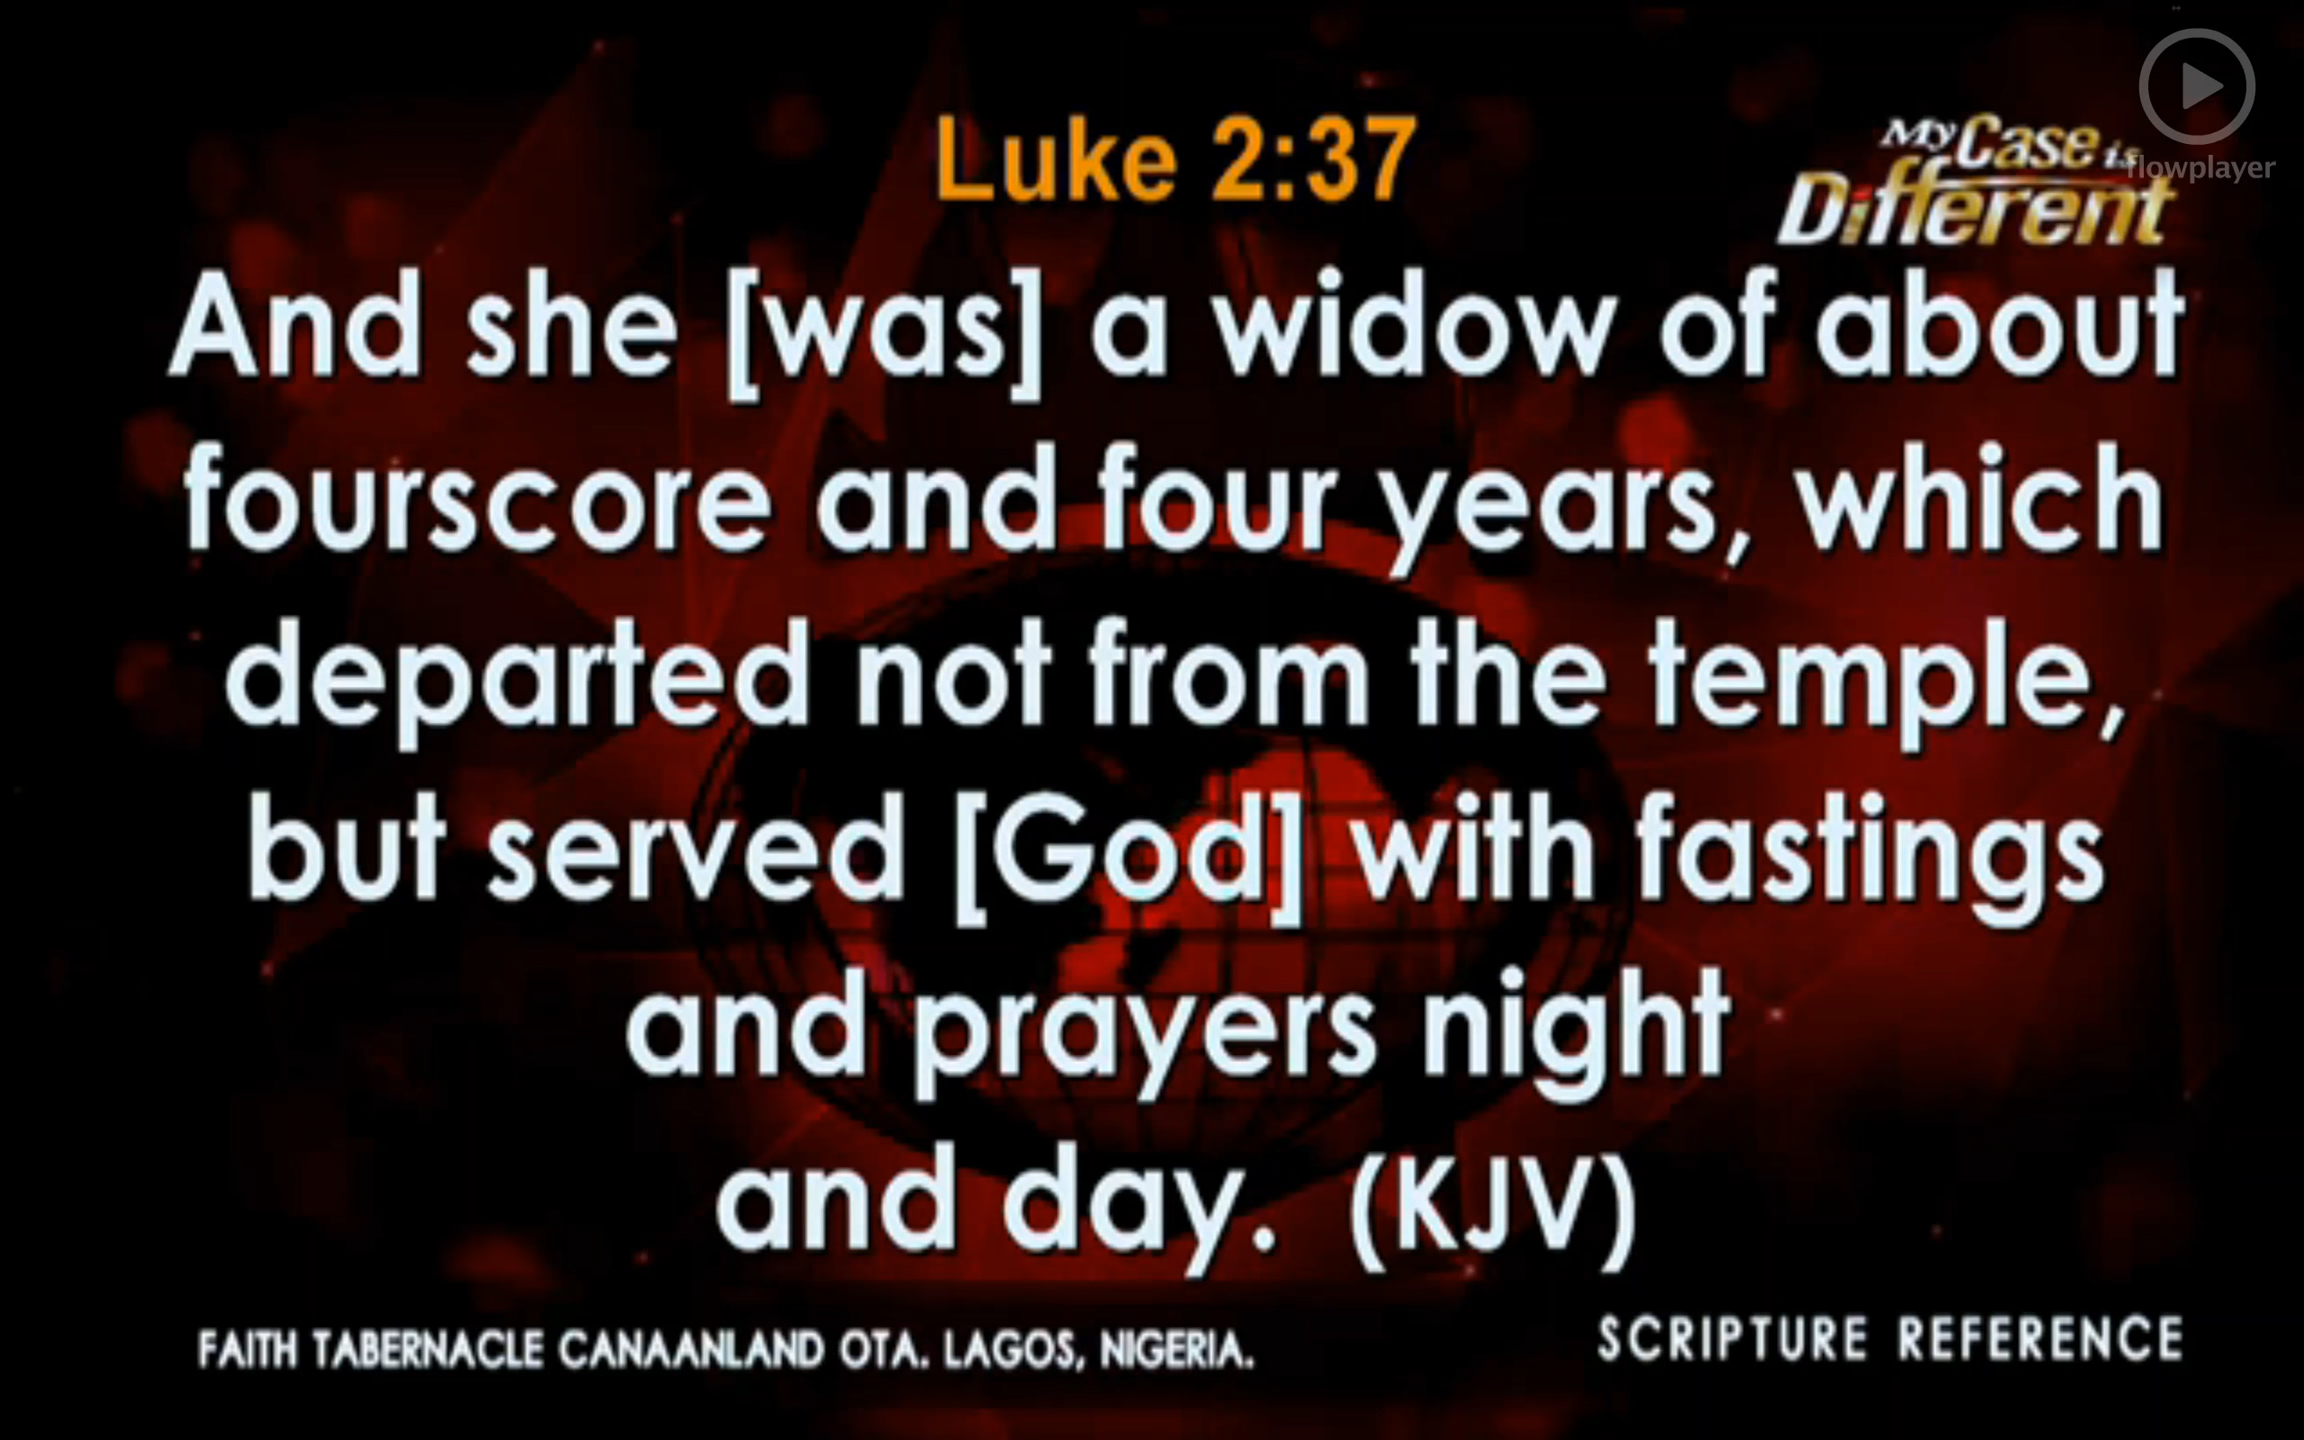 Luke 2:37
My Case is
Different
flowplayer
And she [was] a widow of about
fourscore and four years, which
departed not from the temple,
but served [God] with fastings
and prayers night
and day. (KJV)
FAITH TABERNACLE CANAANLAND OTA. LAGOS, NIGERIA.
SCRIPTURE REFERENCE